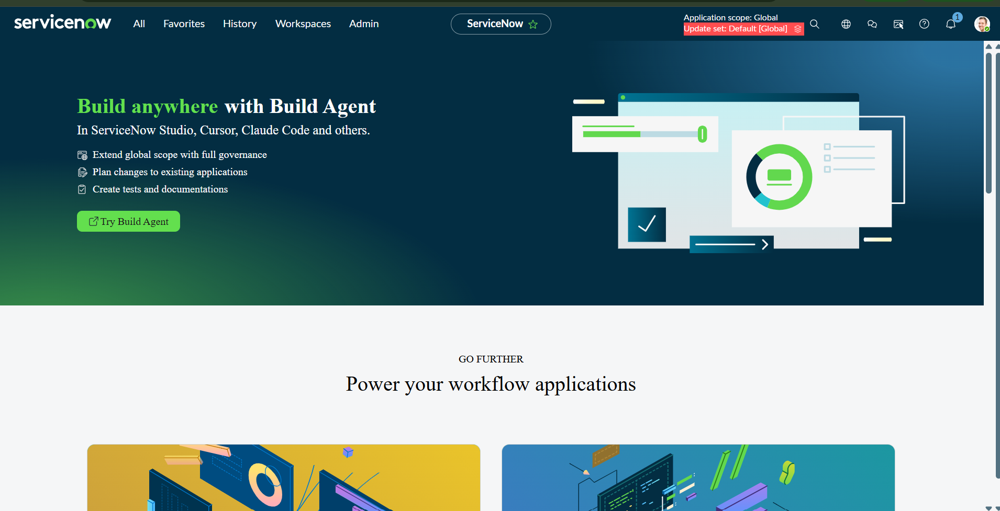 servicenow
All
Favorites
History
Workspaces
Admin
ServiceNow
Application scope: Global
Update set: Default [Global]
1
Build anywhere with Build Agent
In ServiceNow Studio, Cursor, Claude Code and others.
Extend global scope with full governance
Plan changes to existing applications
Create tests and documentations
Try Build Agent
GO FURTHER
Power your workflow applications